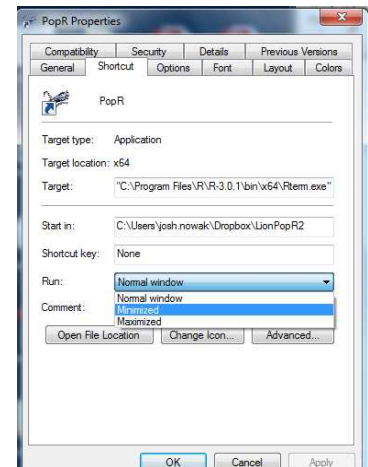 PopR Properties
Compatibility Security Details Previous Versions
General Shortcut Options Font Layout Colors
PopR
Target type: Application
Target location: x64
Target: "C:\Program Files\R\R-3.0.1\bin\x64\Rterm.exe"
Start in: C:\Users\josh.nowak\Dropbox\LionPopR2
Shortcut key: None
Run: Normal window
Normal window
Comment: Minimized
Maximized
Open File Location Change Icon... Advanced...
OK Cancel Apply